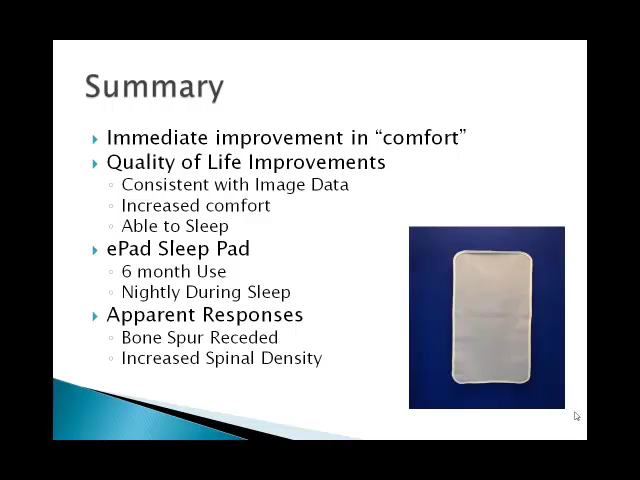 Summary
Immediate improvement in “comfort”
Quality of Life Improvements
Consistent with Image Data
Increased comfort
Able to Sleep
ePad Sleep Pad
6 month Use
Nightly During Sleep
Apparent Responses
Bone Spur Receded
Increased Spinal Density